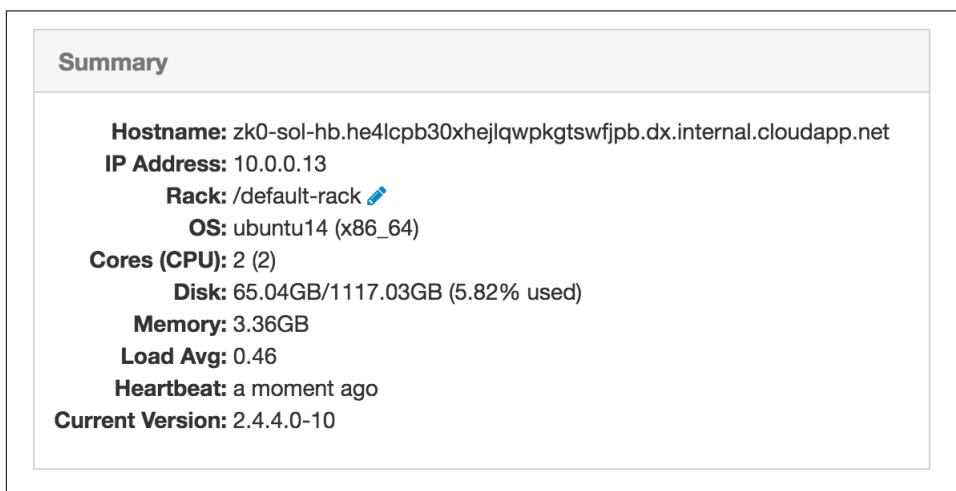 Summary
Hostname: zk0-sol-hb.he4lcpb30xhejlqwpkgtswfjpb.dx.internal.cloudapp.net
IP Address: 10.0.0.13
Rack: /default-rack
OS: ubuntu14 (x86_64)
Cores (CPU): 2 (2)
Disk: 65.04GB/1117.03GB (5.82% used)
Memory: 3.36GB
Load Avg: 0.46
Heartbeat: a moment ago
Current Version: 2.4.4.0-10